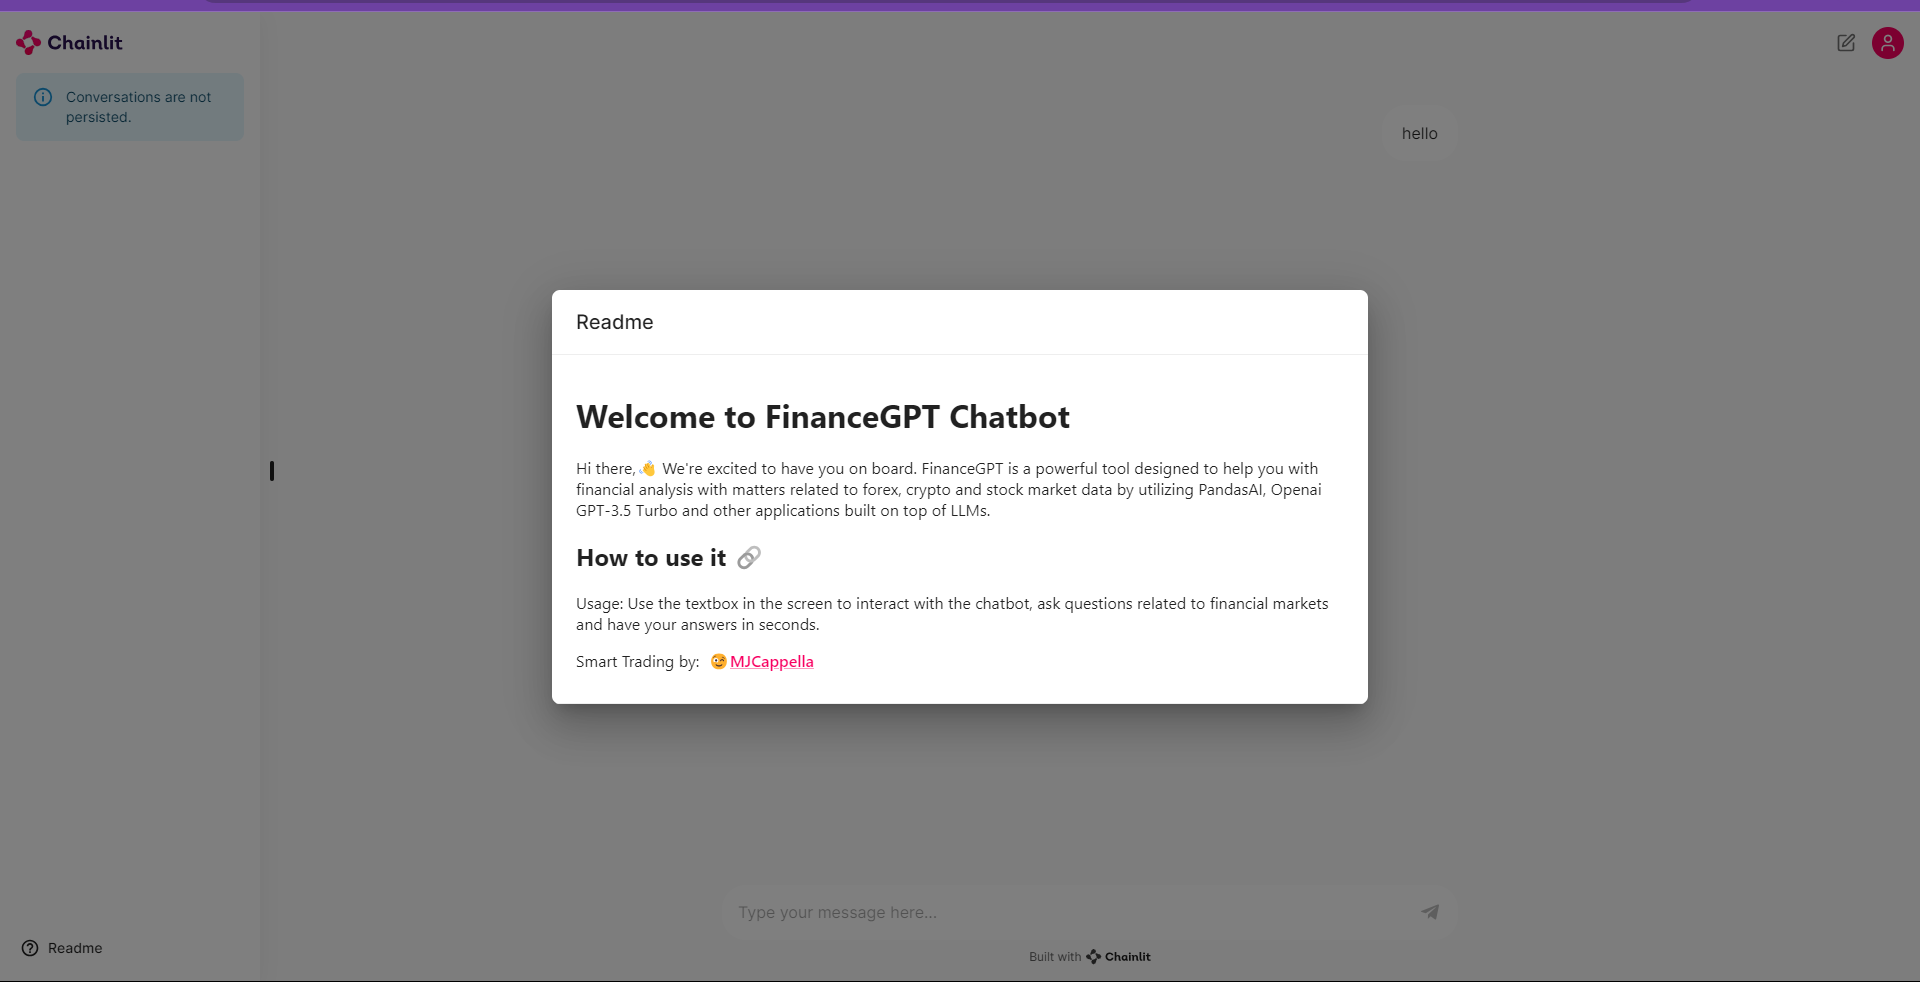 Chainlit
Conversations are not
persisted.
hello
Readme
Welcome to FinanceGPT Chatbot
Hi there,👋 We're excited to have you on board. FinanceGPT is a powerful tool designed to help you with
financial analysis with matters related to forex, crypto and stock market data by utilizing PandasAI, Openai
GPT-3.5 Turbo and other applications built on top of LLMs.
How to use it 🔗
Usage: Use the textbox in the screen to interact with the chatbot, ask questions related to financial markets
and have your answers in seconds.
Smart Trading by: 😉MJCappella
Type your message here...
Readme
Built with Chainlit